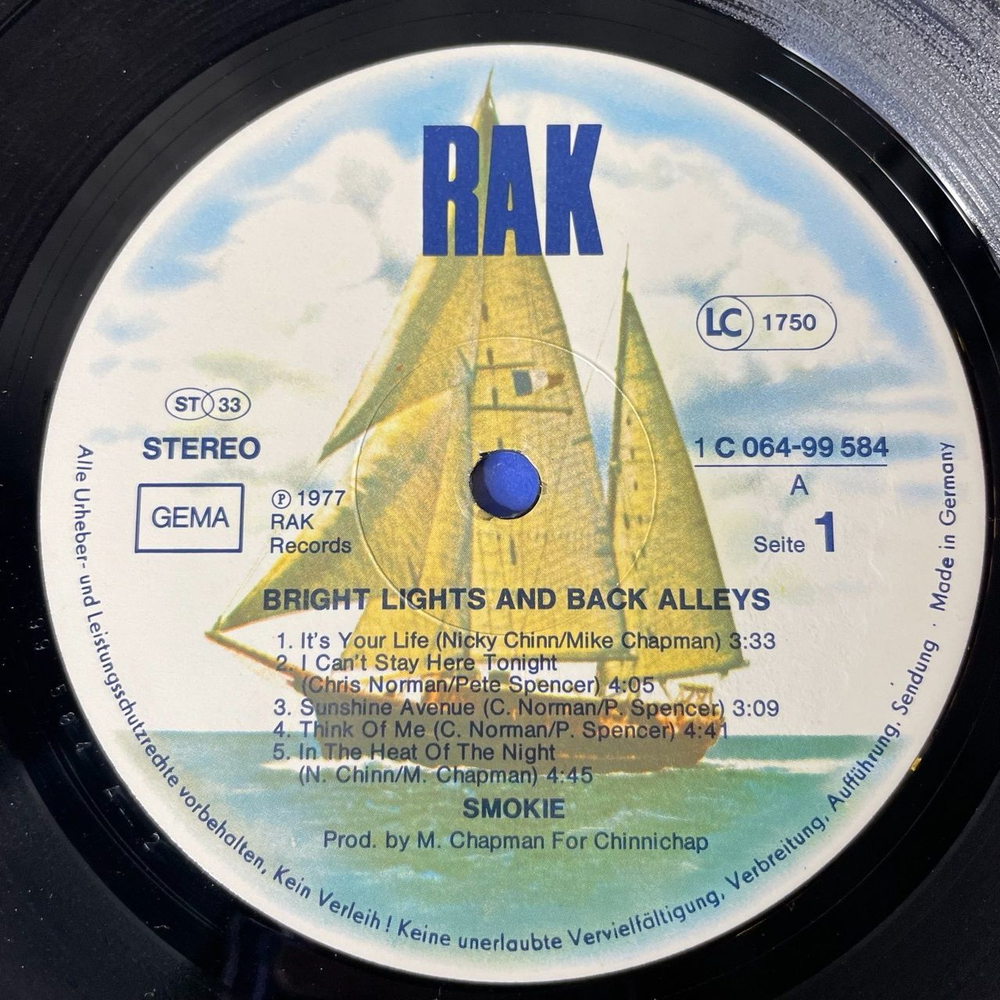 RAK
LC 1750
ST 33
STEREO
1 C 064-99 584
A
GEMA
℗ 1977
RAK
Records
Seite 1
BRIGHT LIGHTS AND BACK ALLEYS
1. It's Your Life (Nicky Chinn/Mike Chapman) 3:33
2. I Can't Stay Here Tonight
(Chris Norman/Pete Spencer) 4:05
3. Sunshine Avenue (C. Norman/P. Spencer) 3:09
4. Think Of Me (C. Norman/P. Spencer) 4:41
5. In The Heat Of The Night
(N. Chinn/M. Chapman) 4:45
SMOKIE
Prod. by M. Chapman For Chinnichap
Alle Urheber- und Leistungsschutzrechte vorbehalten, Kein Verleih! Keine unerlaubte Vervielfältigung, Verbreitung, Aufführung, Sendung · Made in Germany